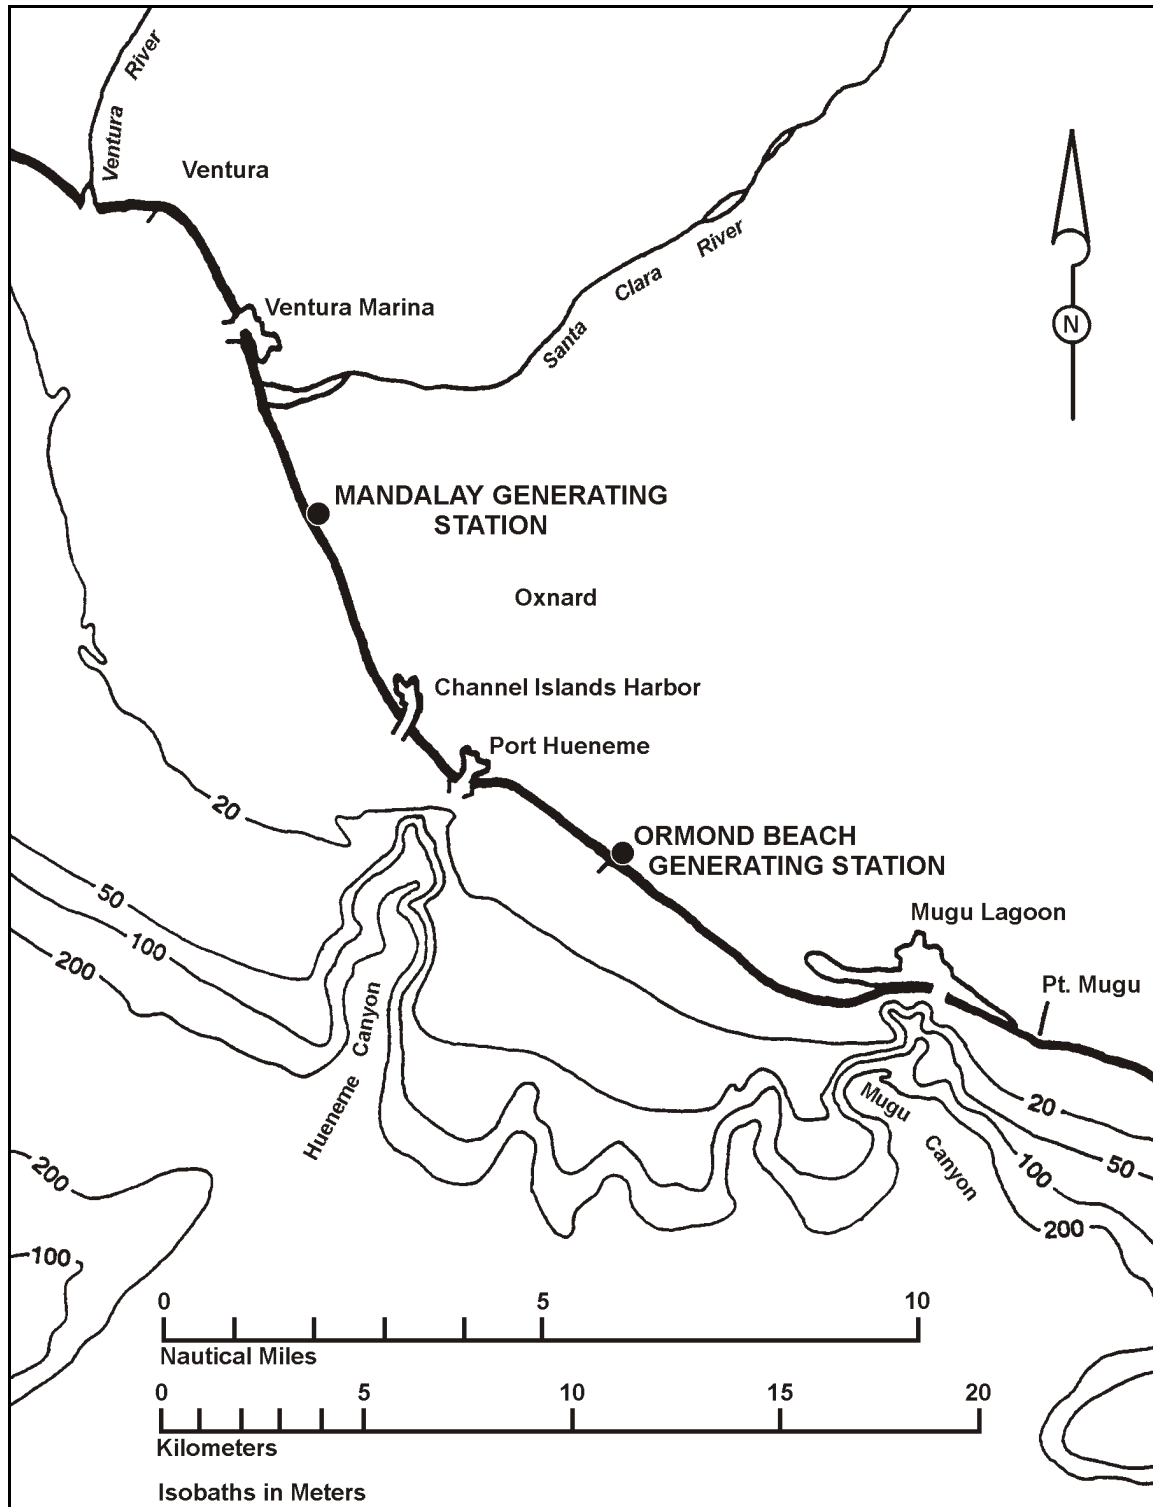 Ventura River
Ventura
Ventura Marina
Santa Clara River
N
MANDALAY GENERATING
STATION
Oxnard
Channel Islands Harbor
Port Hueneme
20
ORMOND BEACH
GENERATING STATION
50
Mugu Lagoon
100
200
Pt. Mugu
Hueneme Canyon
Mugu Canyon
20
50
100
200
200
100
0 5 10
Nautical Miles
0 5 10 15 20
Kilometers
Isobaths in Meters